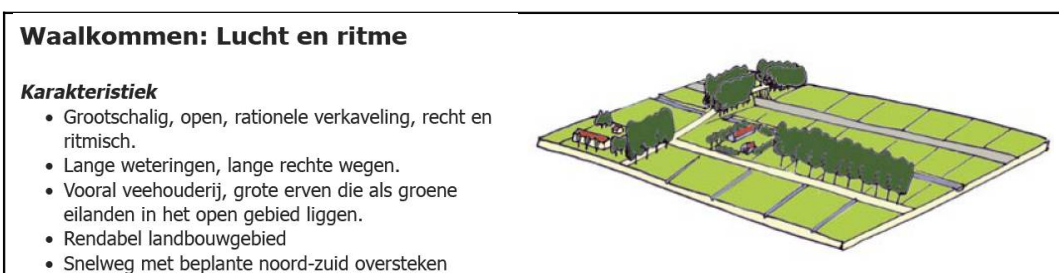 Waalkommen: Lucht en ritme
Karakteristiek
• Grootschalig, open, rationele verkaveling, recht en
ritmisch.
• Lange weteringen, lange rechte wegen.
• Vooral veehouderij, grote erven die als groene
eilanden in het open gebied liggen.
• Rendabel landbouwgebied
• Snelweg met beplante noord-zuid oversteken